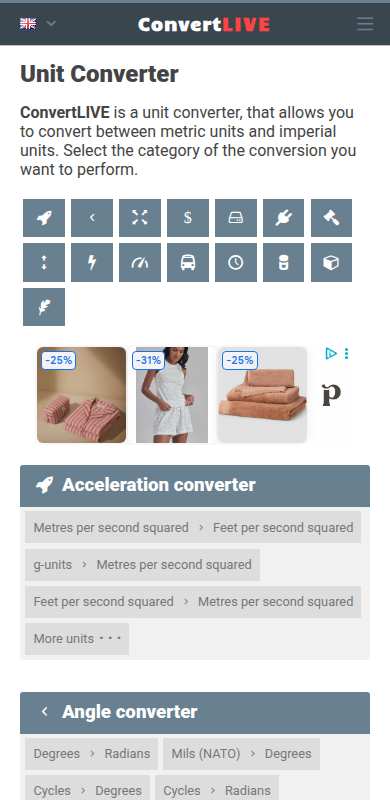 ConvertLIVE
Unit Converter
ConvertLIVE is a unit converter, that allows you
to convert between metric units and imperial
units. Select the category of the conversion you
want to perform.
$
-25% -31% -25%
p
Acceleration converter
Metres per second squared › Feet per second squared
g-units › Metres per second squared
Feet per second squared › Metres per second squared
More units • • •
Angle converter
Degrees › Radians Mils (NATO) › Degrees
Cycles › Degrees Cycles › Radians